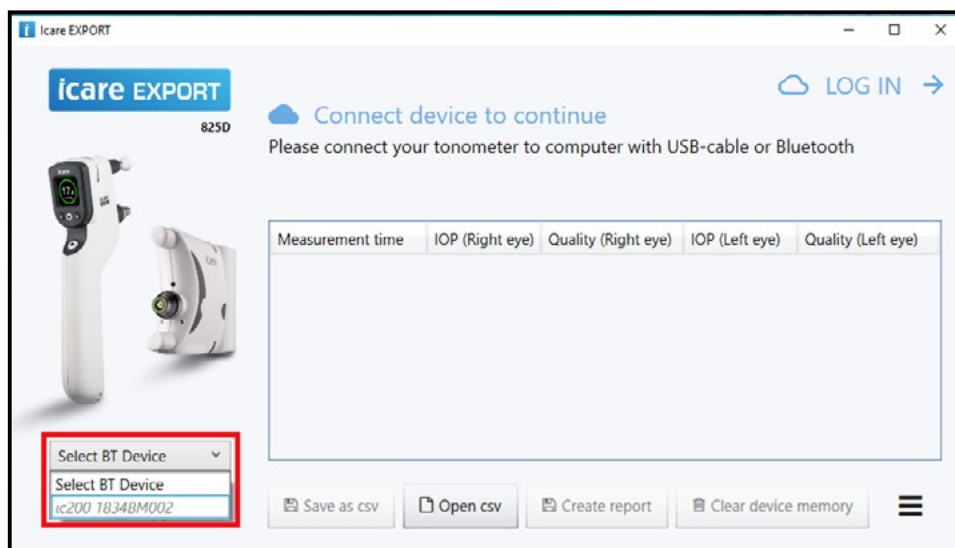 Icare EXPORT
icare EXPORT
825D
LOG IN
Connect device to continue
Please connect your tonometer to computer with USB-cable or Bluetooth
Measurement time IOP (Right eye) Quality (Right eye) IOP (Left eye) Quality (Left eye)
Select BT Device
Select BT Device
ic200 1834BM002
Save as csv Open csv Create report Clear device memory